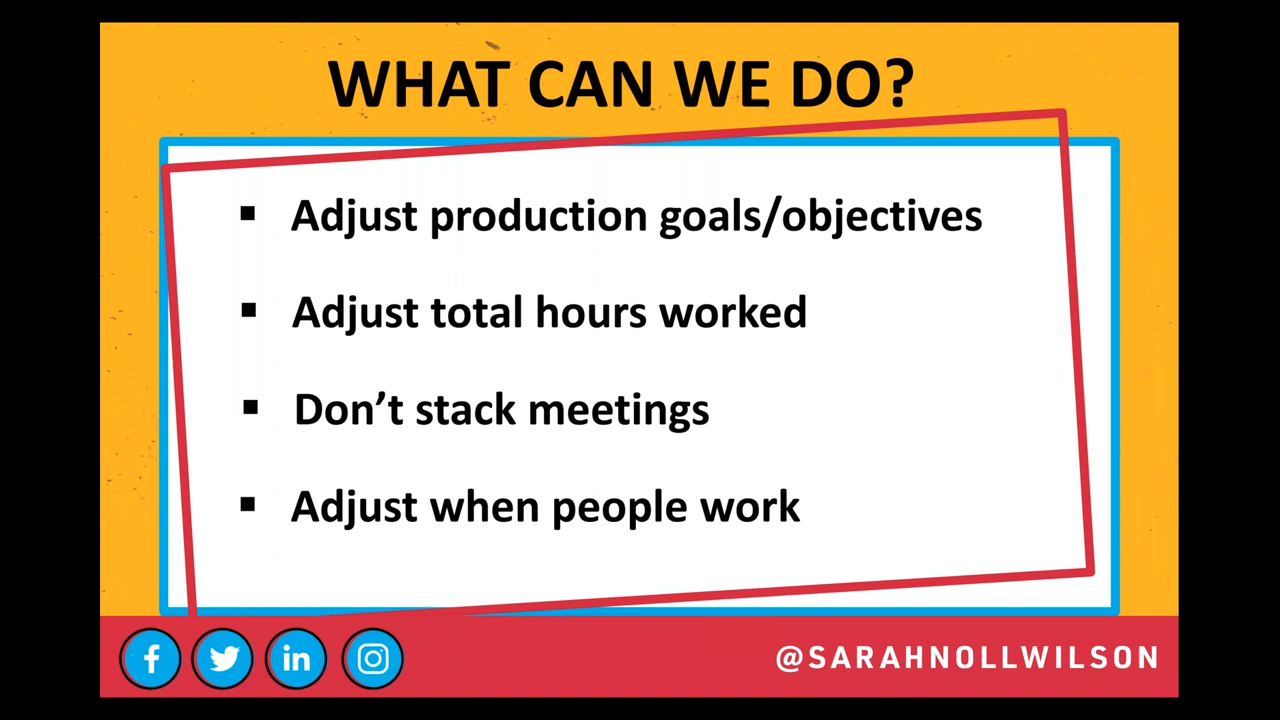 WHAT CAN WE DO?
▪ Adjust production goals/objectives
▪ Adjust total hours worked
▪ Don’t stack meetings
▪ Adjust when people work
@SARAHNOLLWILSON